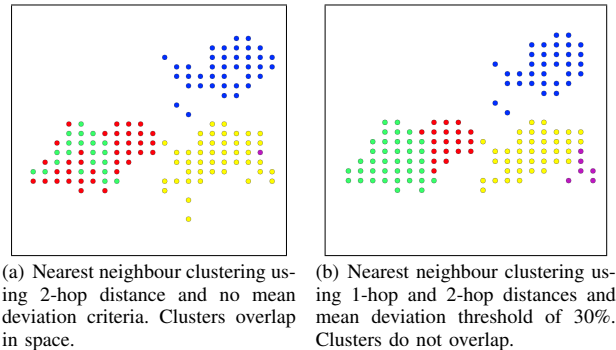 (a) Nearest neighbour clustering us-
ing 2-hop distance and no mean
deviation criteria. Clusters overlap
in space.
(b) Nearest neighbour clustering us-
ing 1-hop and 2-hop distances and
mean deviation threshold of 30%.
Clusters do not overlap.